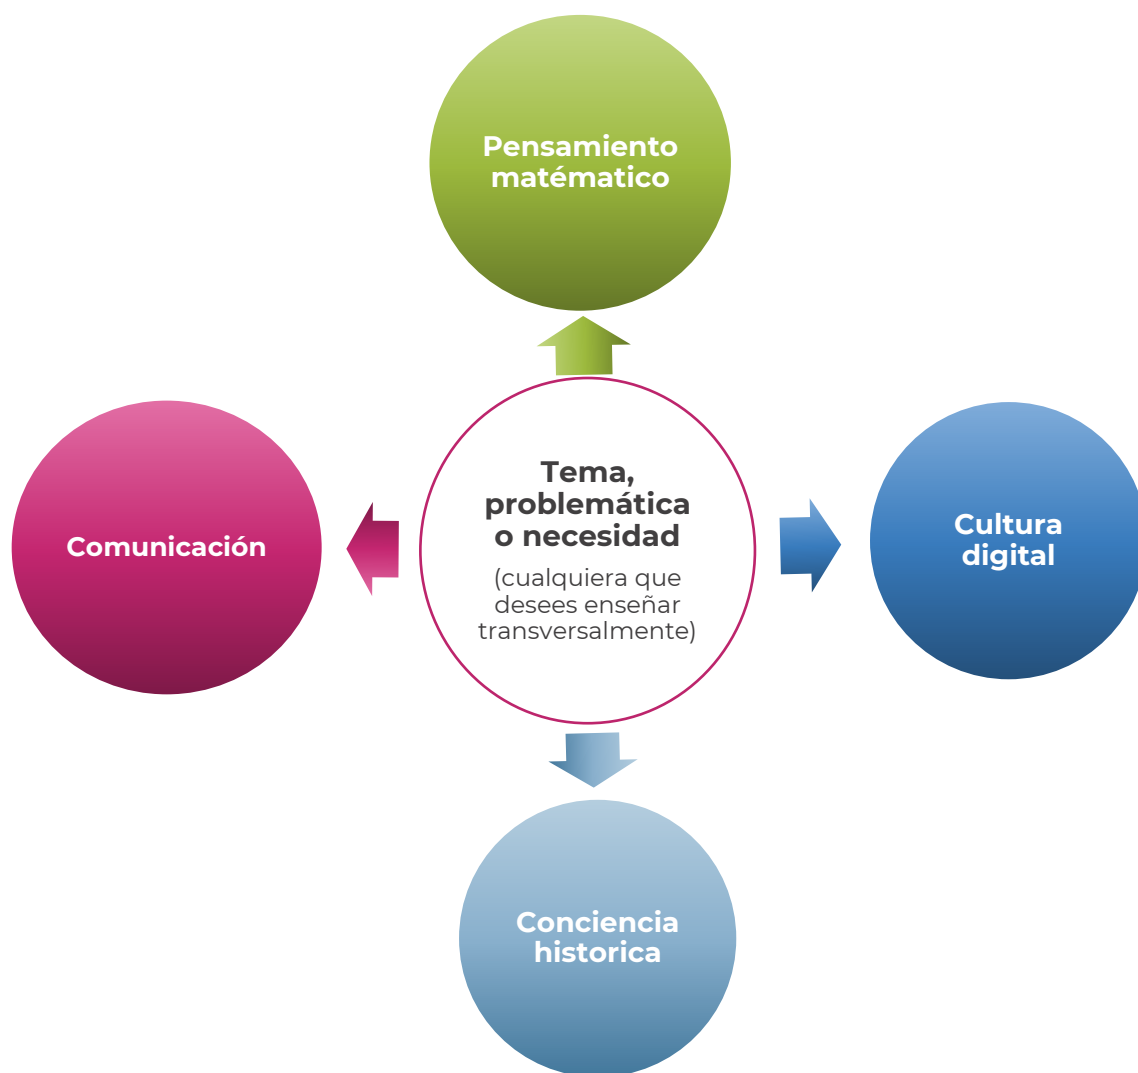 Pensamiento
matématico
Comunicación
Tema,
problemática
o necesidad
(cualquiera que
desees enseñar
transversalmente)
Cultura
digital
Conciencia
historica